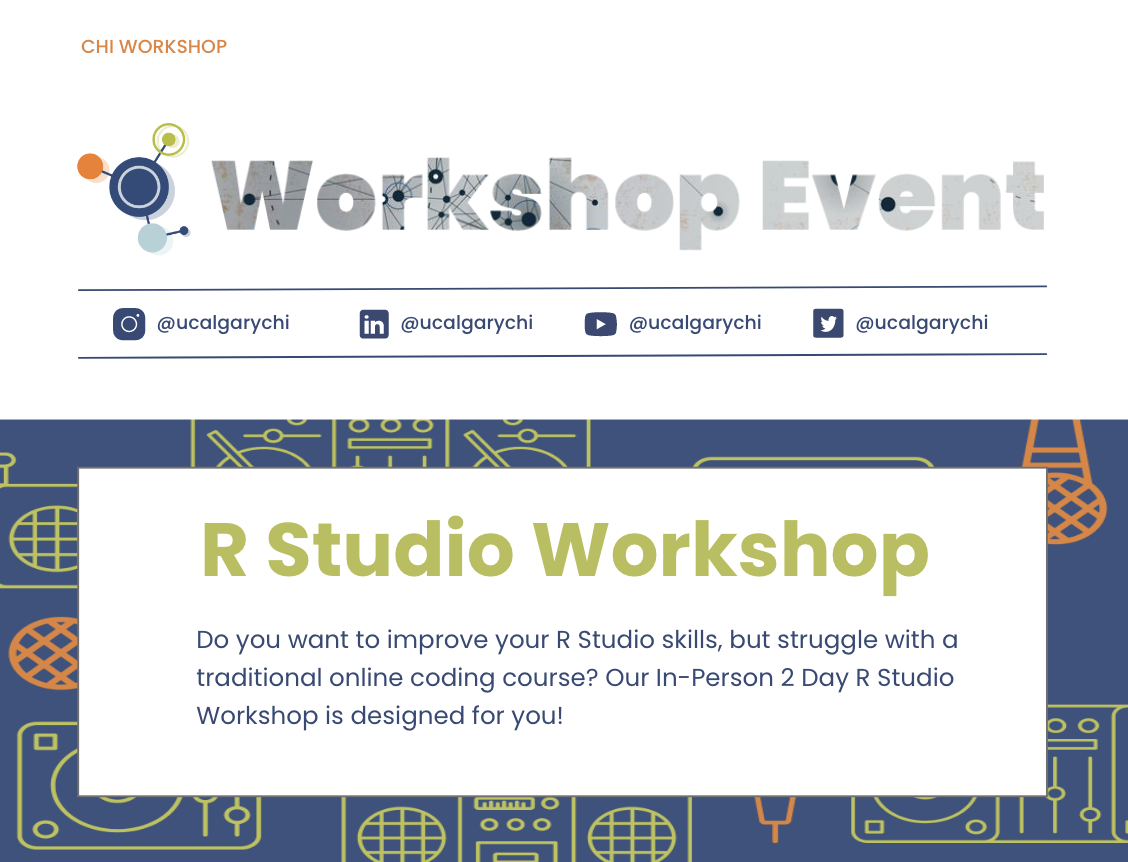 CHI WORKSHOP
Workshop Event
@ucalgarychi @ucalgarychi @ucalgarychi @ucalgarychi
R Studio Workshop
Do you want to improve your R Studio skills, but struggle with a
traditional online coding course? Our In-Person 2 Day R Studio
Workshop is designed for you!